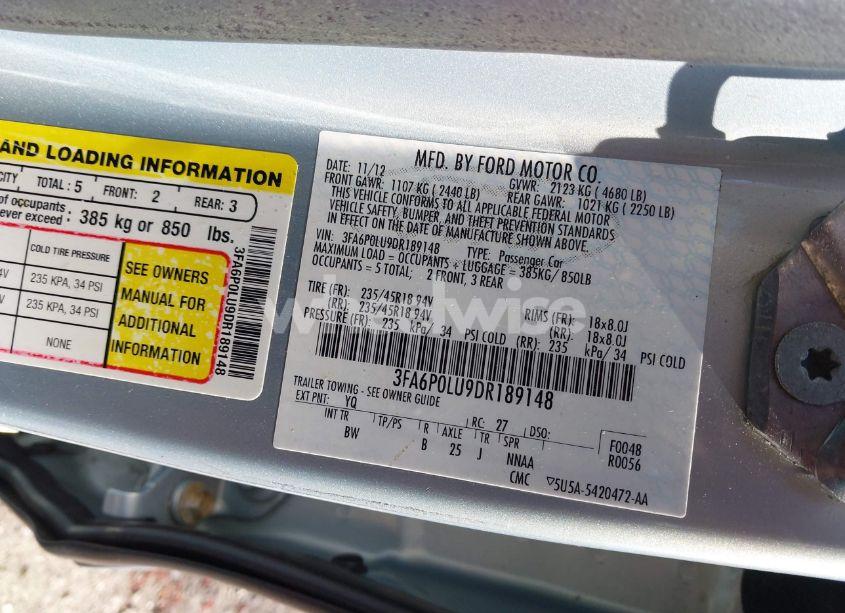 AND LOADING INFORMATION
CITY TOTAL: 5 FRONT: 2 REAR: 3
of occupants
ever exceed: 385 kg or 850 lbs.
COLD TIRE PRESSURE
4V 235 KPA, 34 PSI
4V 235 KPA, 34 PSI
NONE
SEE OWNERS
MANUAL FOR
ADDITIONAL
INFORMATION
3FA6P0LU9DR189148
MFD. BY FORD MOTOR CO.
DATE: 11/12 GVWR: 2123 KG ( 4680 LB)
FRONT GAWR: 1107 KG ( 2440 LB) REAR GAWR: 1021 KG ( 2250 LB)
THIS VEHICLE CONFORMS TO ALL APPLICABLE FEDERAL MOTOR
VEHICLE SAFETY, BUMPER, AND THEFT PREVENTION STANDARDS
IN EFFECT ON THE DATE OF MANUFACTURE SHOWN ABOVE.
VIN: 3FA6P0LU9DR189148 TYPE: Passenger Car
MAXIMUM LOAD = OCCUPANTS + LUGGAGE = 385KG/ 850LB
OCCUPANTS = 5 TOTAL; 2 FRONT, 3 REAR
TIRE (FR): 235/45R18 94V RIMS (FR): 18x8.0J
(RR): 235/45R18 94V (RR): 18x8.0J
PRESSURE (FR): 235 kPa/ 34 PSI COLD (RR): 235 kPa/ 34 PSI COLD
3FA6P0LU9DR189148
TRAILER TOWING - SEE OWNER GUIDE
EXT PNT: YQ RC: 27 DSO: F0048
INT TR TP/PS R AXLE TR SPR R0056
BW B 25 J NNAA
CMC ▽5U5A-5420472-AA
wheelwise